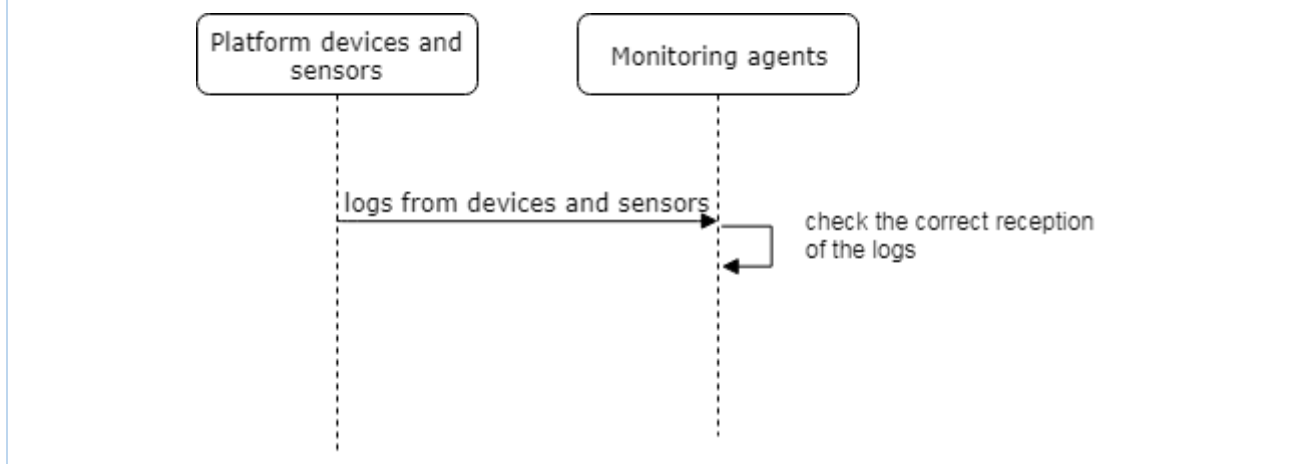 Platform devices and
sensors
Monitoring agents
logs from devices and sensors
check the correct reception
of the logs